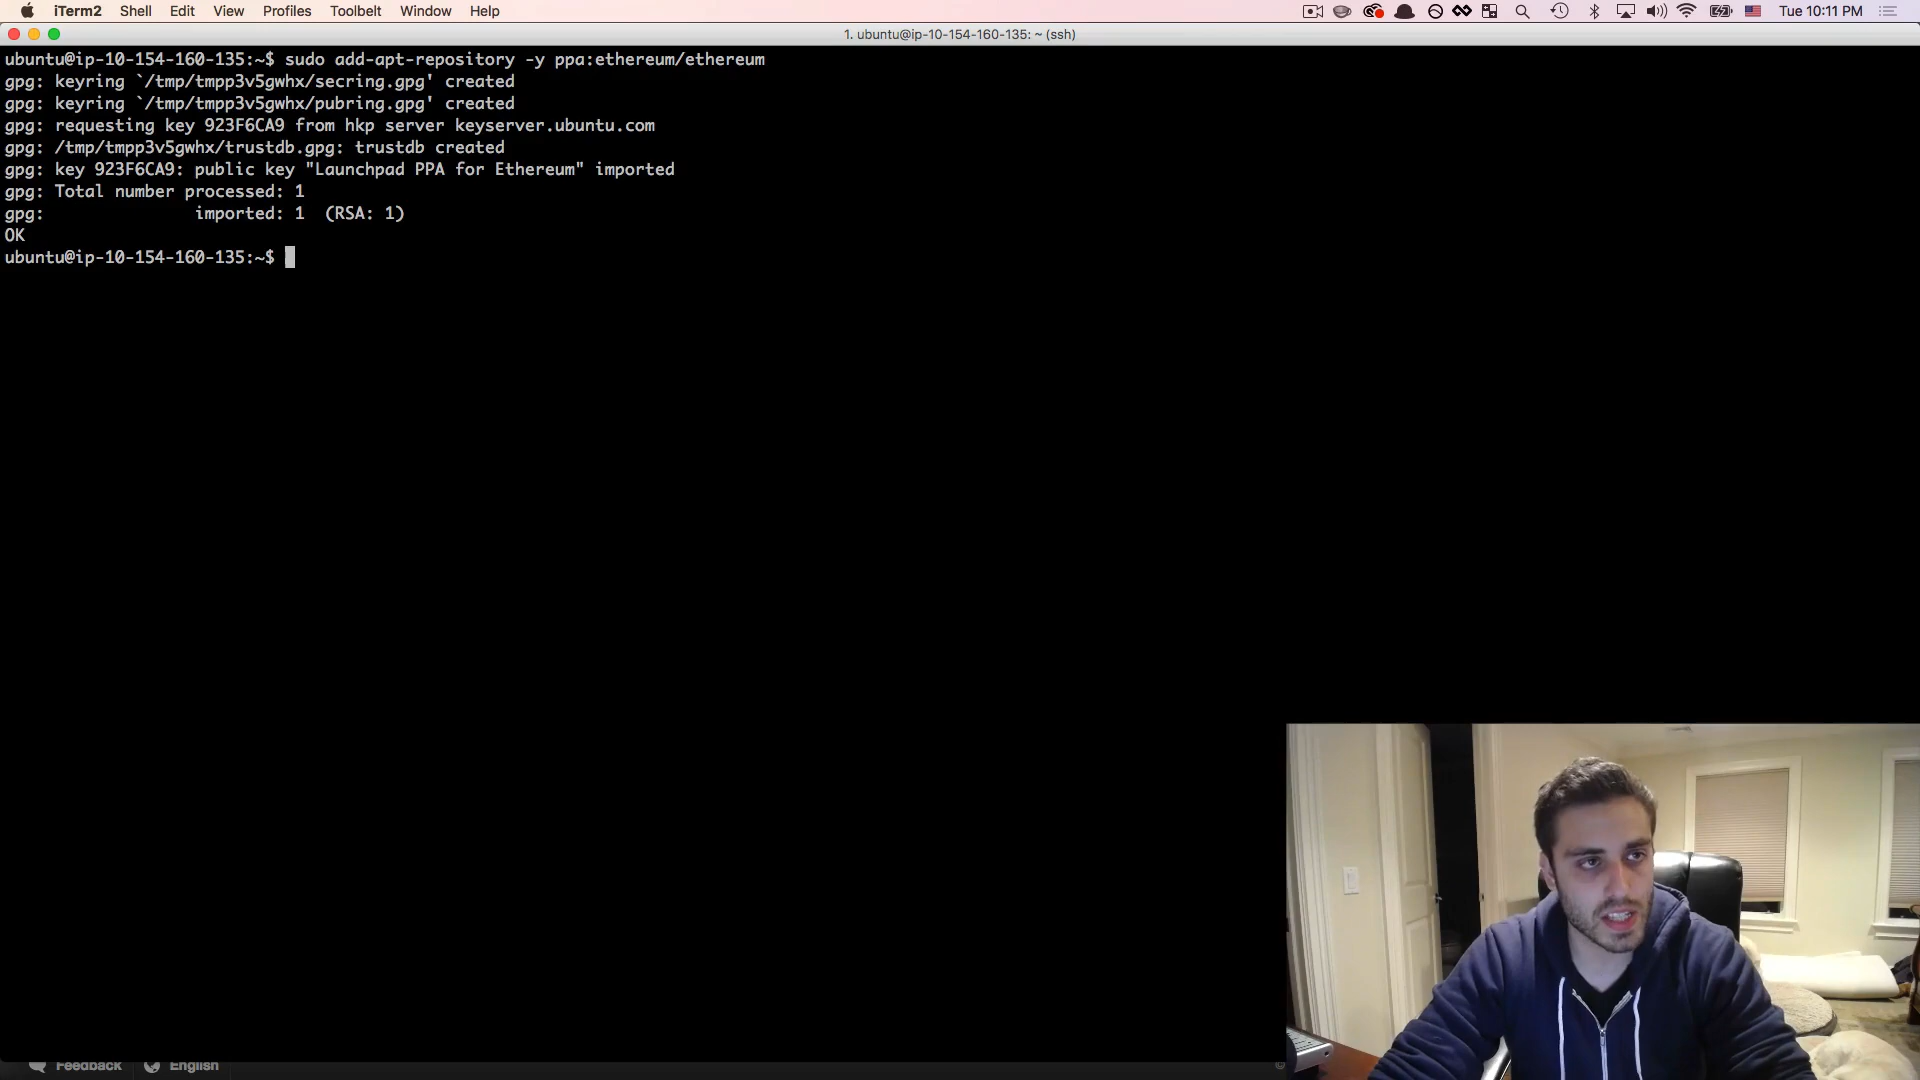 iTerm2 Shell Edit View Profiles Toolbelt Window Help Tue 10:11 PM
1. ubuntu@ip-10-154-160-135: ~ (ssh)
ubuntu@ip-10-154-160-135:~$ sudo add-apt-repository -y ppa:ethereum/ethereum
gpg: keyring `/tmp/tmpp3v5gwhx/secring.gpg' created
gpg: keyring `/tmp/tmpp3v5gwhx/pubring.gpg' created
gpg: requesting key 923F6CA9 from hkp server keyserver.ubuntu.com
gpg: /tmp/tmpp3v5gwhx/trustdb.gpg: trustdb created
gpg: key 923F6CA9: public key "Launchpad PPA for Ethereum" imported
gpg: Total number processed: 1
gpg:               imported: 1  (RSA: 1)
OK
ubuntu@ip-10-154-160-135:~$
Feedback English